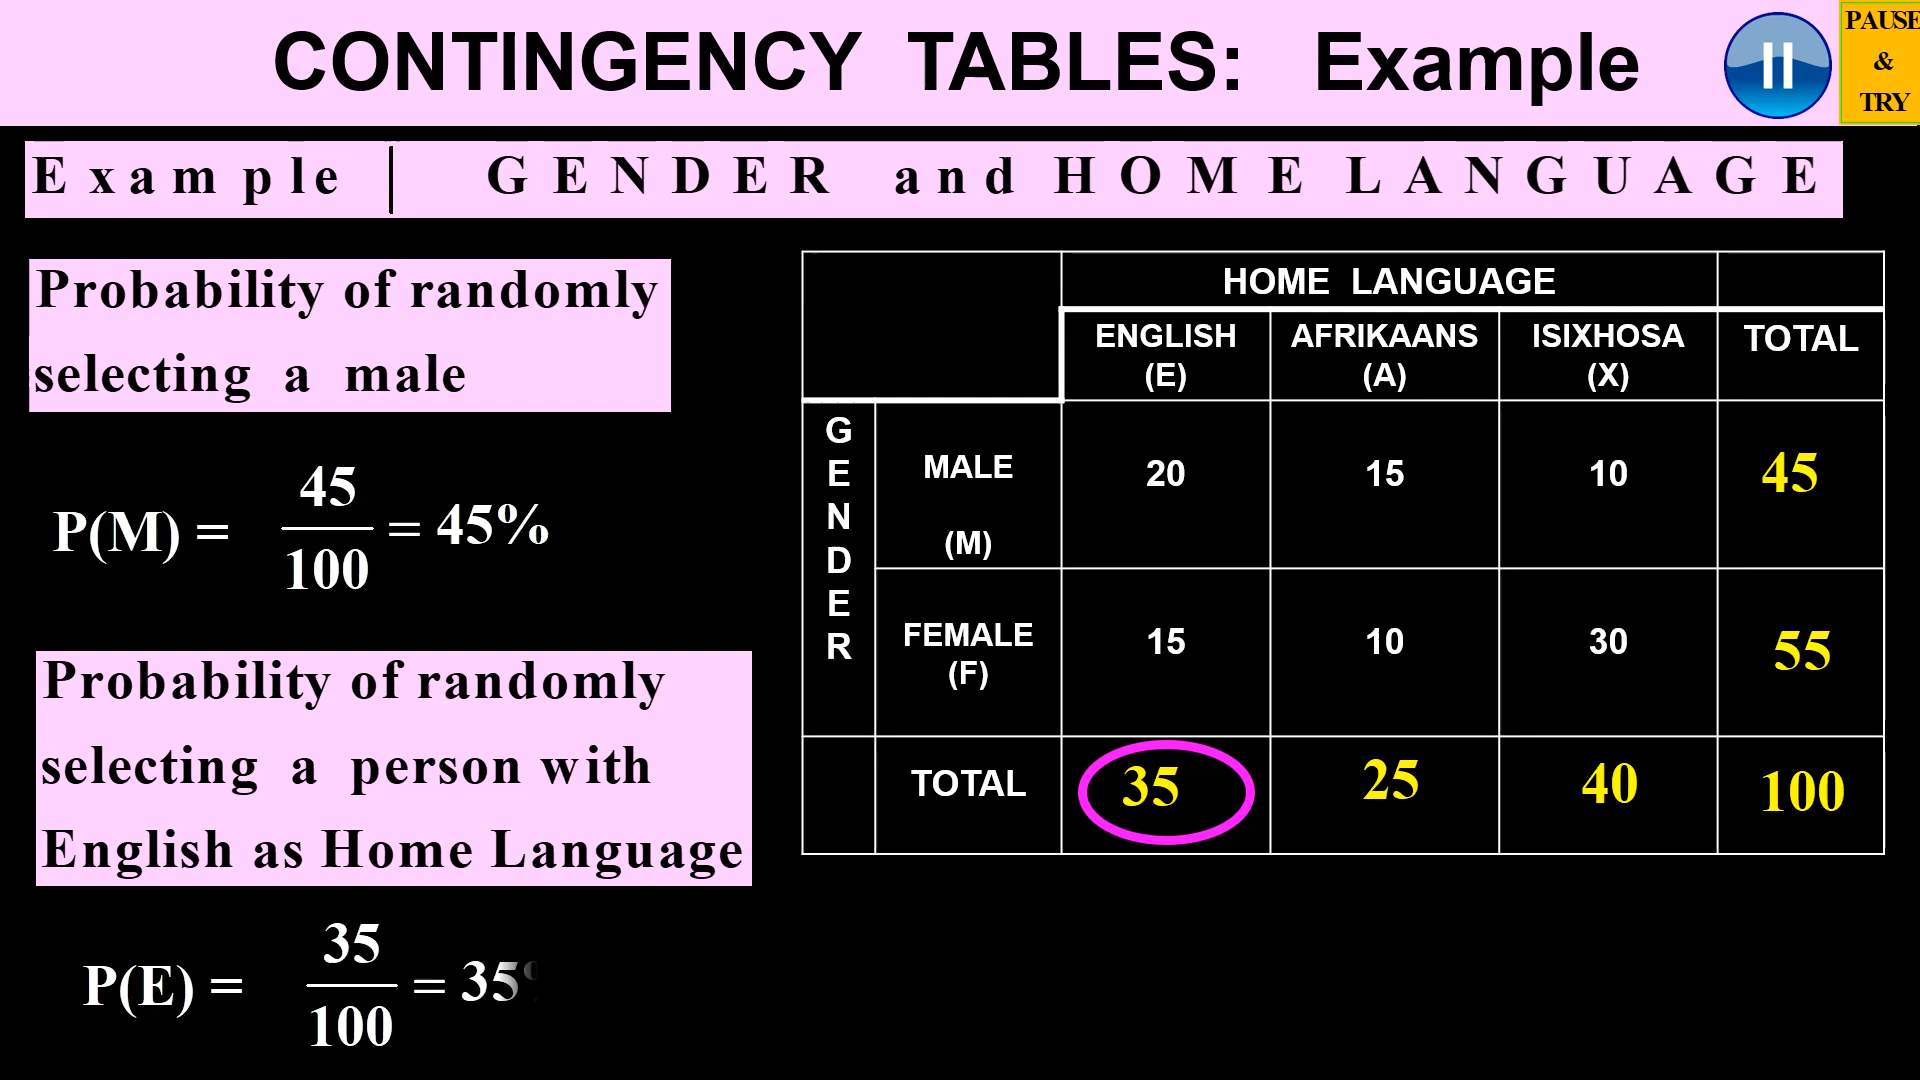 CONTINGENCY TABLES: Example
PAUSE
&
TRY
Example | GENDER and HOME LANGUAGE
Probability of randomly
selecting a male
P(M) = 45/100 = 45%
Probability of randomly
selecting a person with
English as Home Language
P(E) = 35/100 = 35%
HOME LANGUAGE
ENGLISH (E) AFRIKAANS (A) ISIXHOSA (X) TOTAL
GENDER
MALE (M) 20 15 10 45
FEMALE (F) 15 10 30 55
TOTAL 35 25 40 100